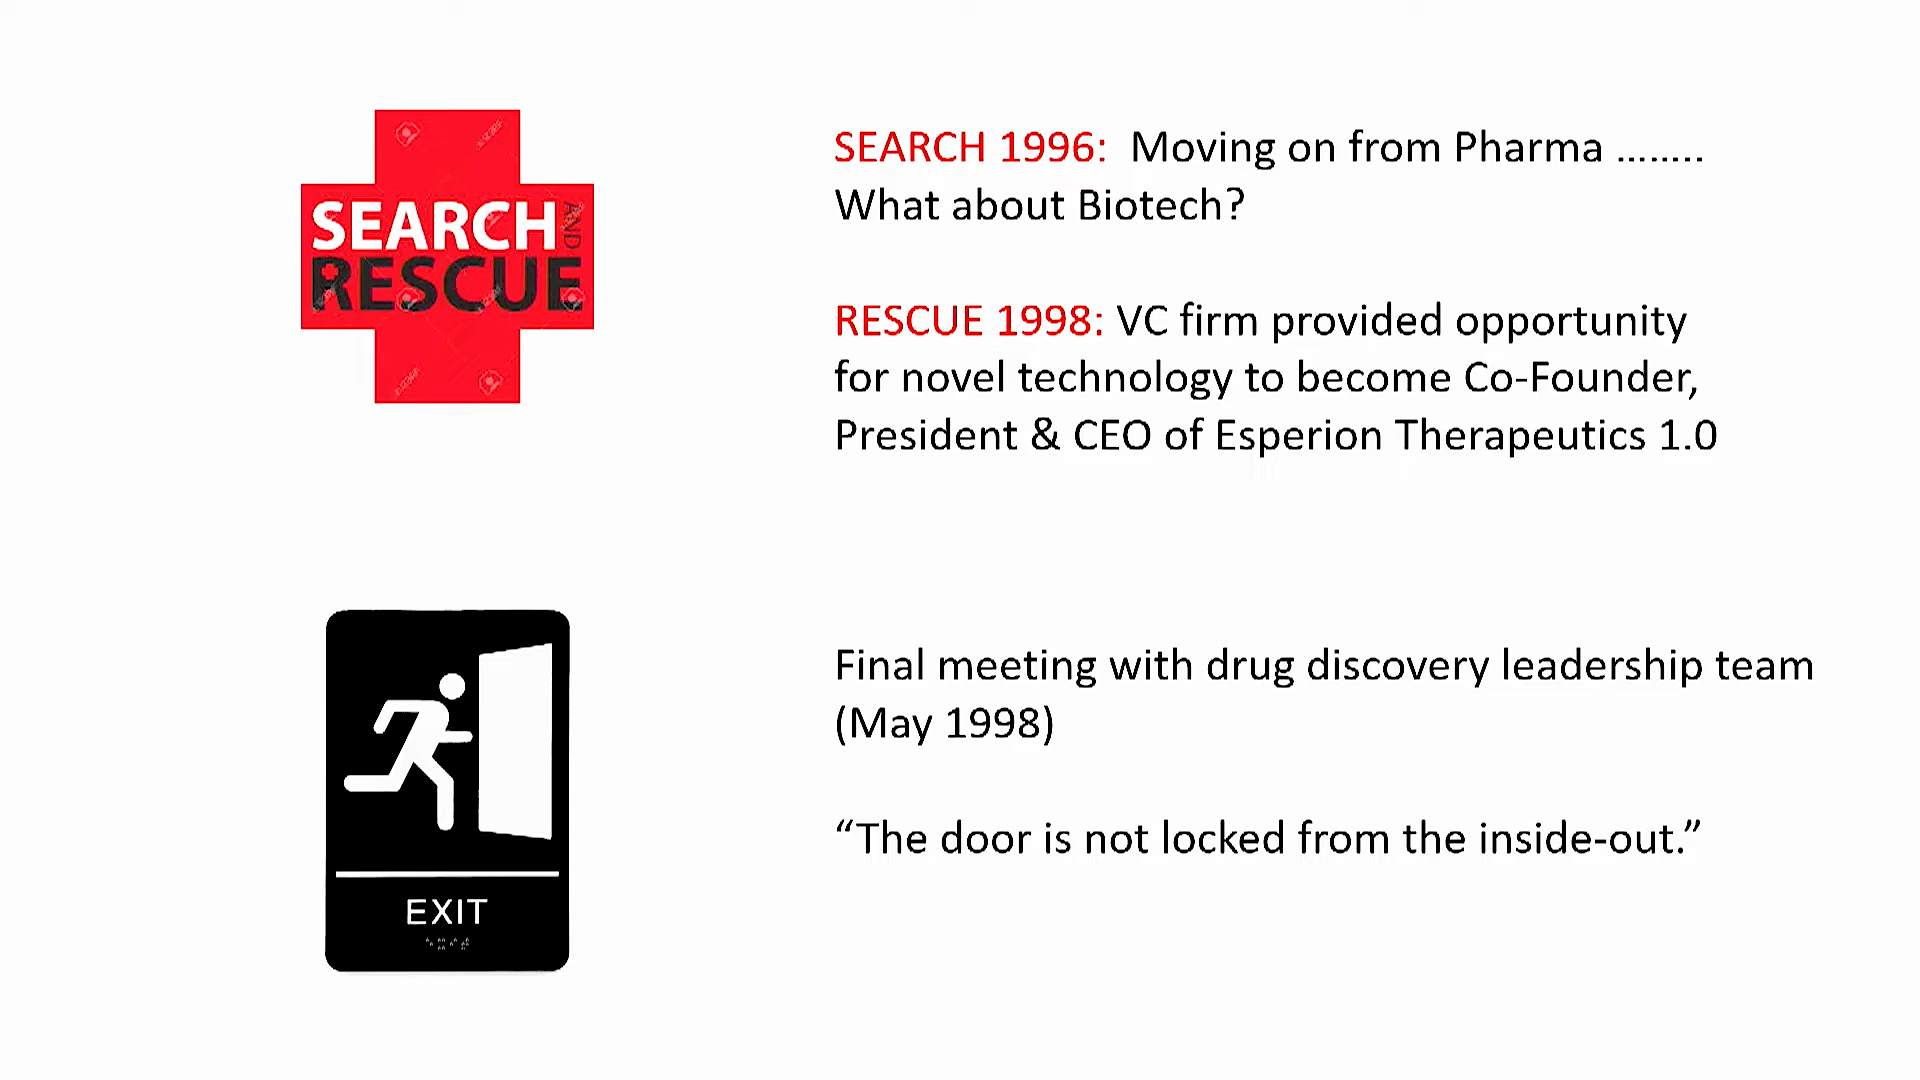 SEARCH
AND
RESCUE
SEARCH 1996: Moving on from Pharma ........
What about Biotech?
RESCUE 1998: VC firm provided opportunity
for novel technology to become Co-Founder,
President & CEO of Esperion Therapeutics 1.0
EXIT
Final meeting with drug discovery leadership team
(May 1998)
“The door is not locked from the inside-out.”